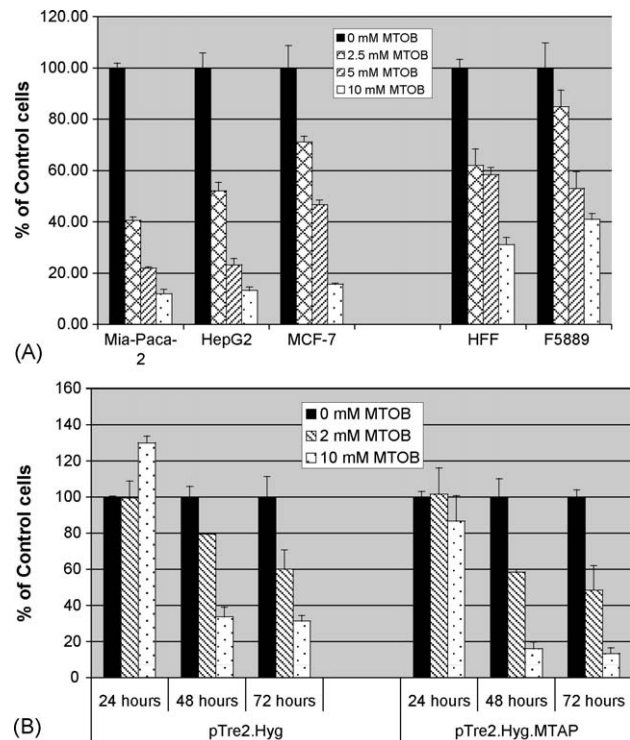 120.00
100.00
80.00
60.00
40.00
20.00
0.00
% of Control cells
0 mM MTOB
2.5 mM MTOB
5 mM MTOB
10 mM MTOB
Mia-Paca-
2
HepG2
MCF-7
HFF
F5889
(A)
160
140
120
100
80
60
40
20
0
% of Control cells
0 mM MTOB
2 mM MTOB
10 mM MTOB
24 hours
48 hours
72 hours
24 hours
48 hours
72 hours
pTre2.Hyg
pTre2.Hyg.MTAP
(B)